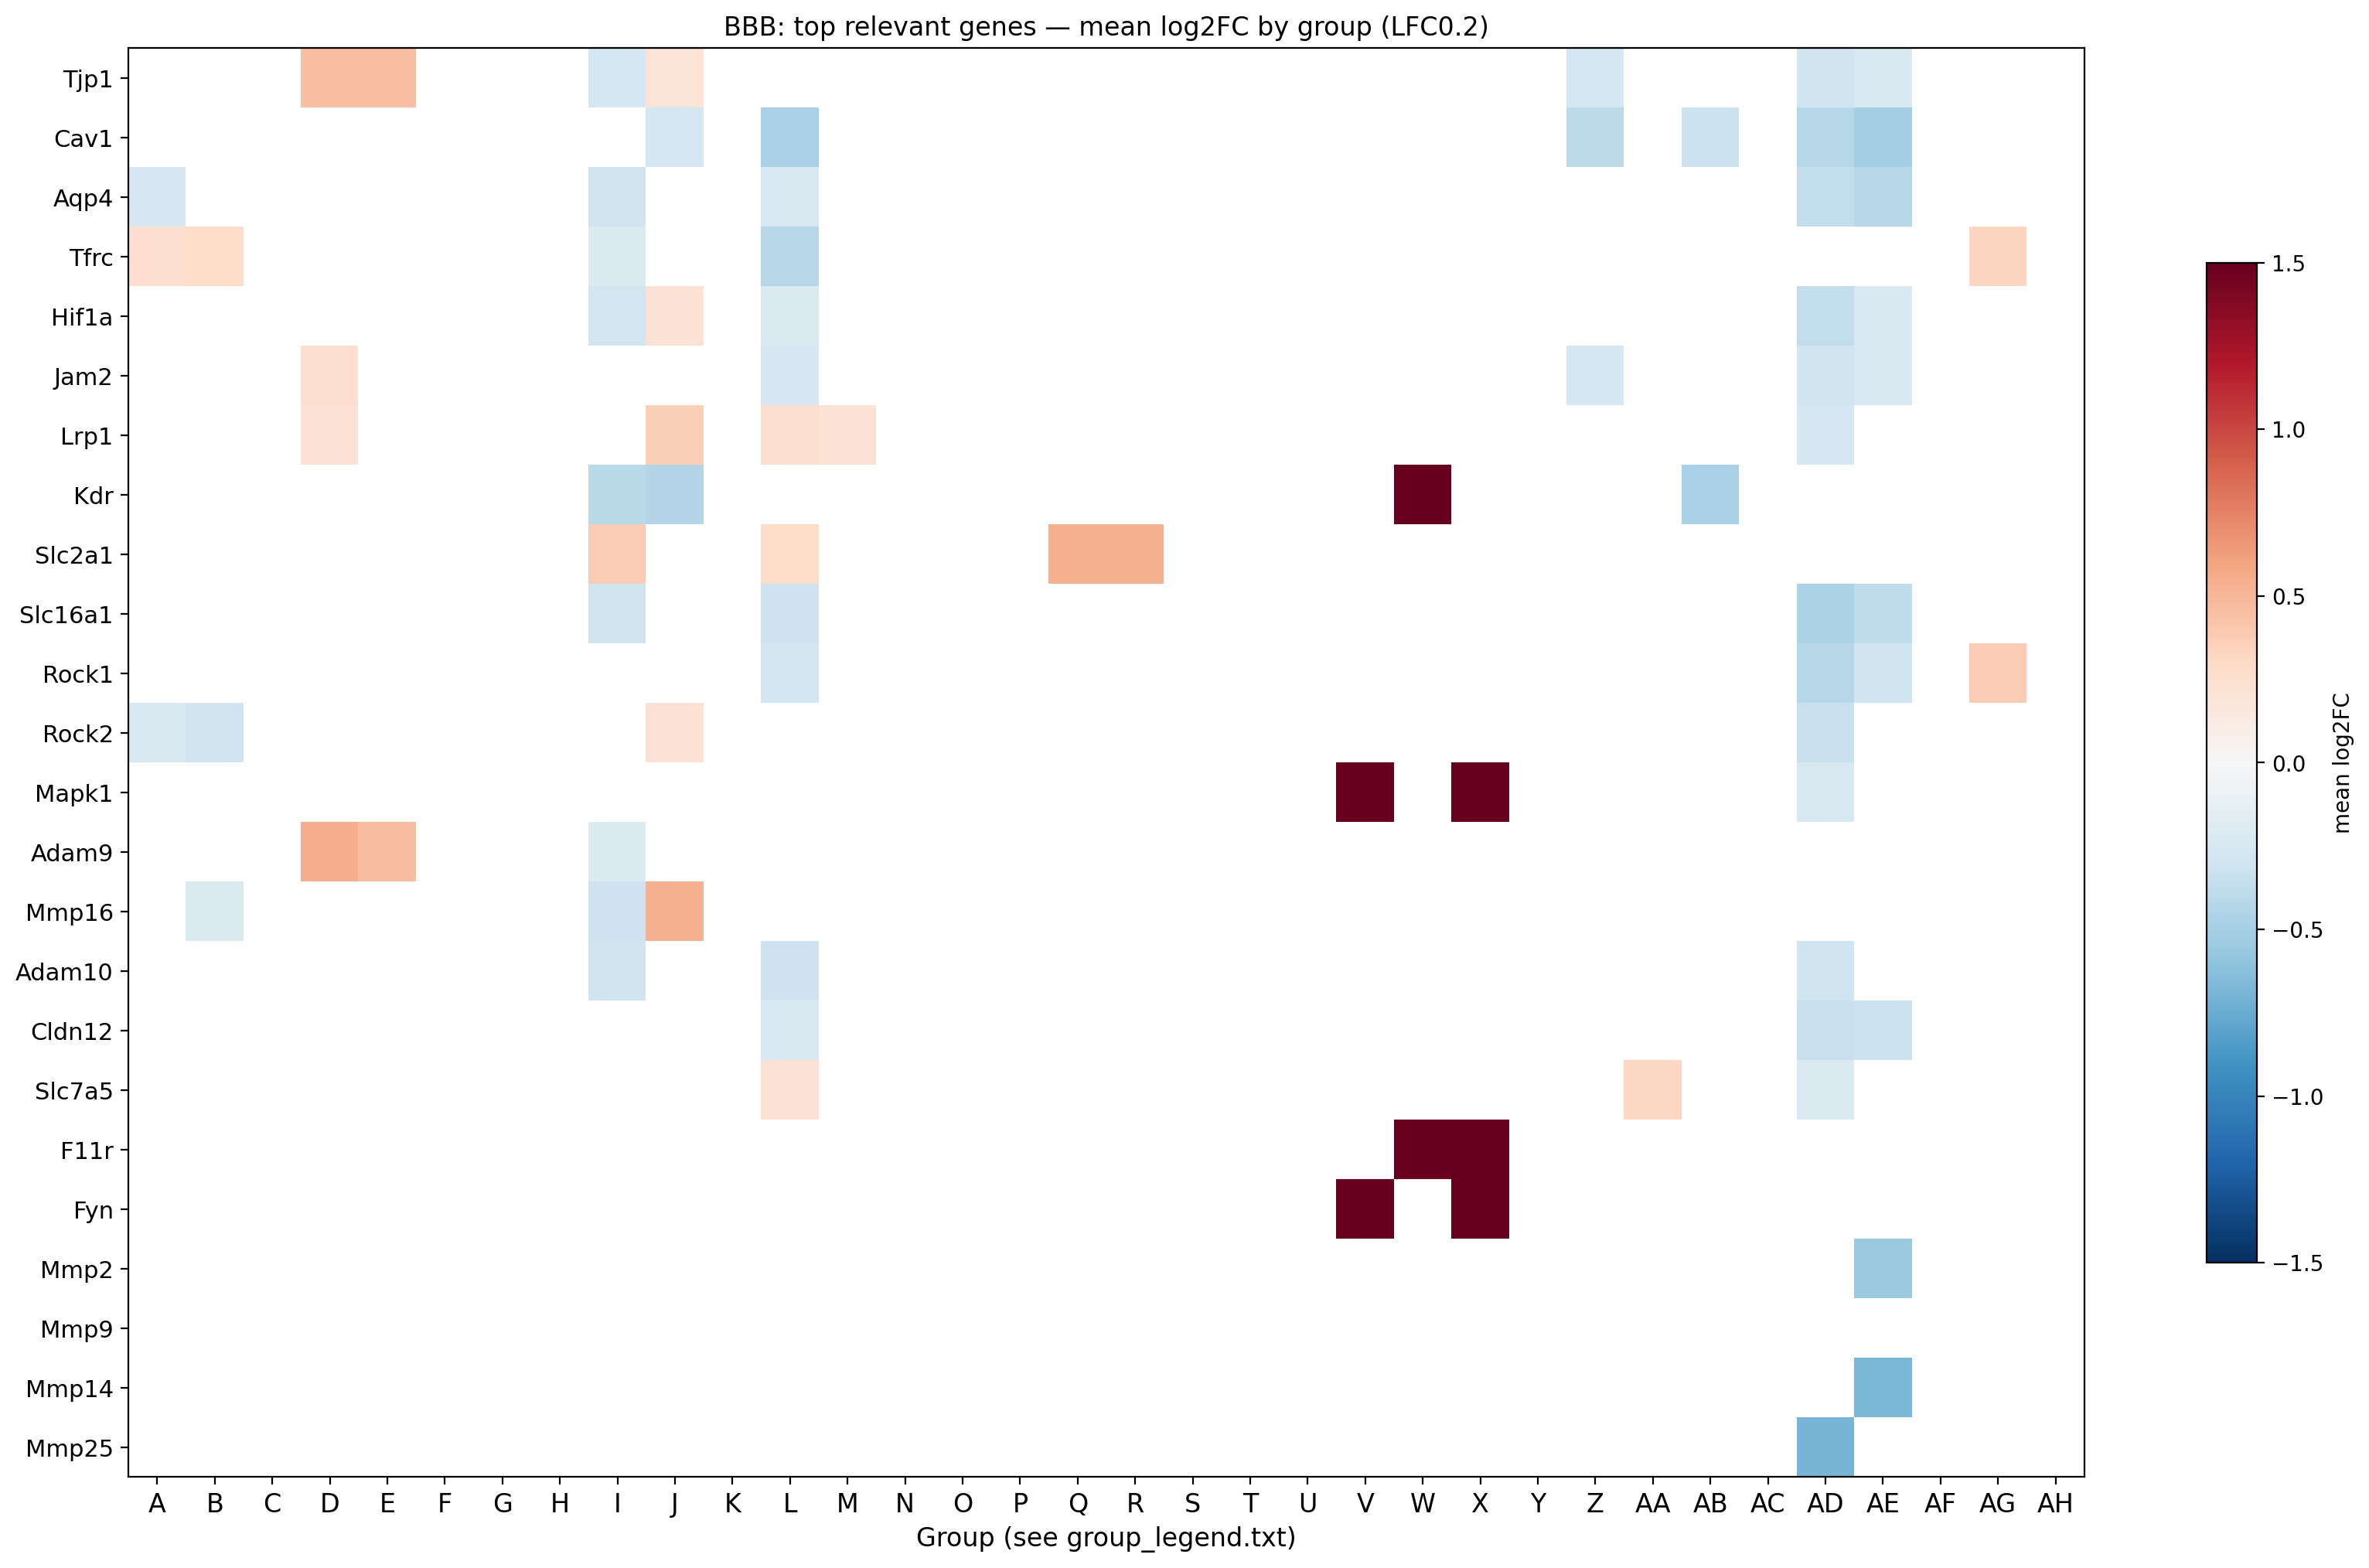 BBB: top relevant genes — mean log2FC by group (LFC0.2)
Tjp1
Cav1
Aqp4
Tfrc
Hif1a
Jam2
Lrp1
Kdr
Slc2a1
Slc16a1
Rock1
Rock2
Mapk1
Adam9
Mmp16
Adam10
Cldn12
Slc7a5
F11r
Fyn
Mmp2
Mmp9
Mmp14
Mmp25
A B C D E F G H I J K L M N O P Q R S T U V W X Y Z AA AB AC AD AE AF AG AH
Group (see group_legend.txt)
1.5
1.0
0.5
0.0
−0.5
−1.0
−1.5
mean log2FC